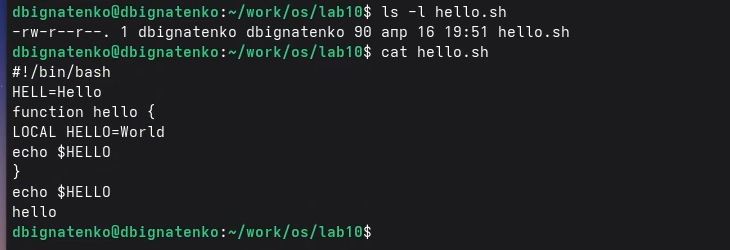 dbignatenko@dbignatenko:~/work/os/lab10$ ls -l hello.sh
-rw-r--r--. 1 dbignatenko dbignatenko 90 апр 16 19:51 hello.sh
dbignatenko@dbignatenko:~/work/os/lab10$ cat hello.sh
#!/bin/bash
HELL=Hello
function hello {
LOCAL HELLO=World
echo $HELLO
}
echo $HELLO
hello
dbignatenko@dbignatenko:~/work/os/lab10$